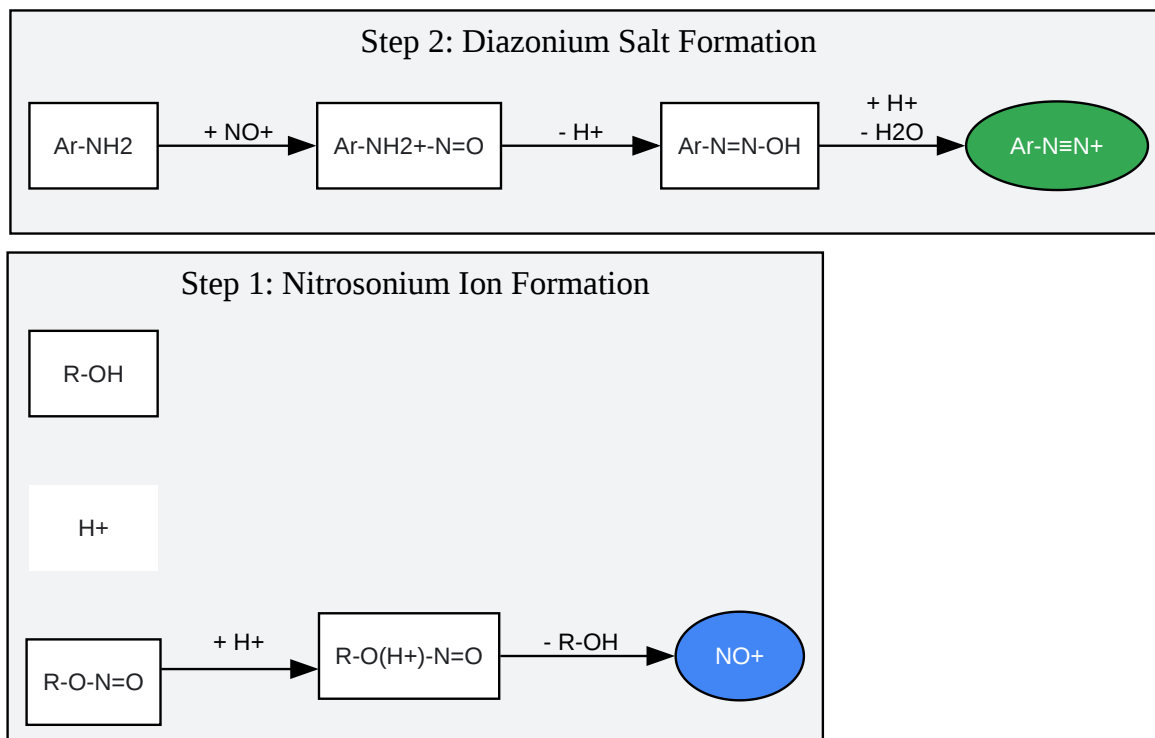 Step 2: Diazonium Salt Formation
Ar-NH2
+ NO+
Ar-NH2+-N=O
- H+
Ar-N=N-OH
+ H+
- H2O
Ar-N≡N+
Step 1: Nitrosonium Ion Formation
R-OH
H+
R-O-N=O
+ H+
R-O(H+)-N=O
- R-OH
NO+